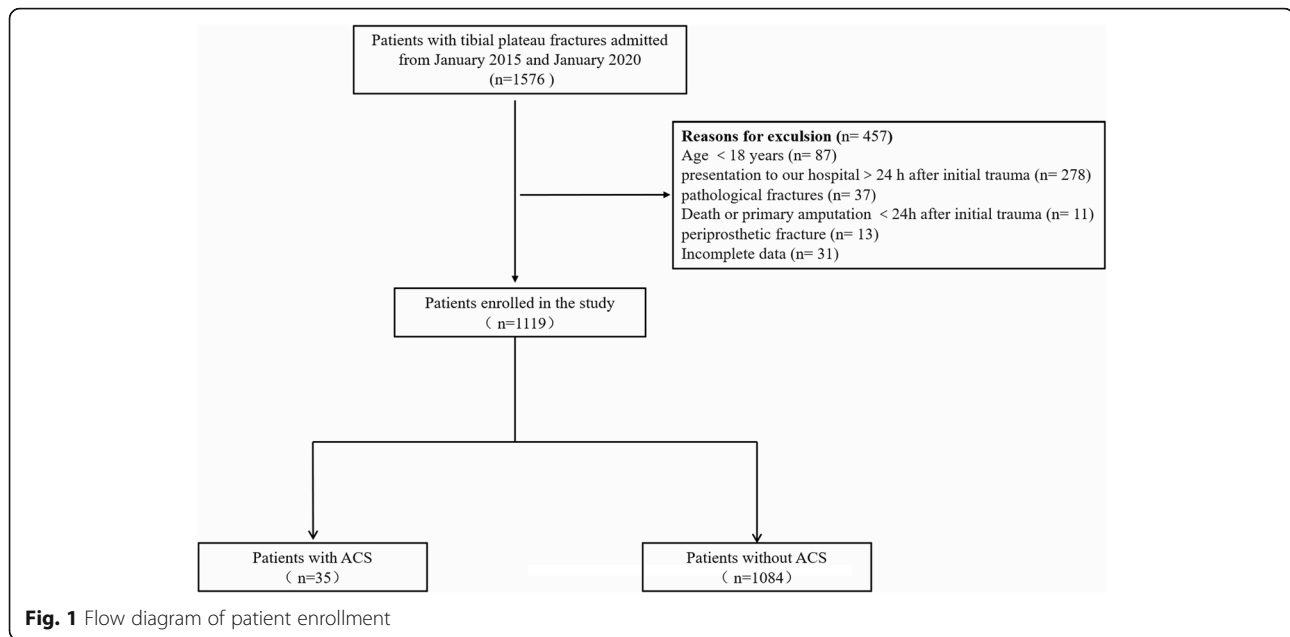 Patients with tibial plateau fractures admitted
from January 2015 and January 2020
(n=1576 )
Reasons for exculsion (n= 457)
Age < 18 years (n= 87)
presentation to our hospital > 24 h after initial trauma (n= 278)
pathological fractures (n= 37)
Death or primary amputation < 24h after initial trauma (n= 11)
periprosthetic fracture (n= 13)
Incomplete data (n= 31)
Patients enrolled in the study
（ n=1119）
Patients with ACS
（ n=35）
Patients without ACS
（ n=1084）
Fig. 1 Flow diagram of patient enrollment